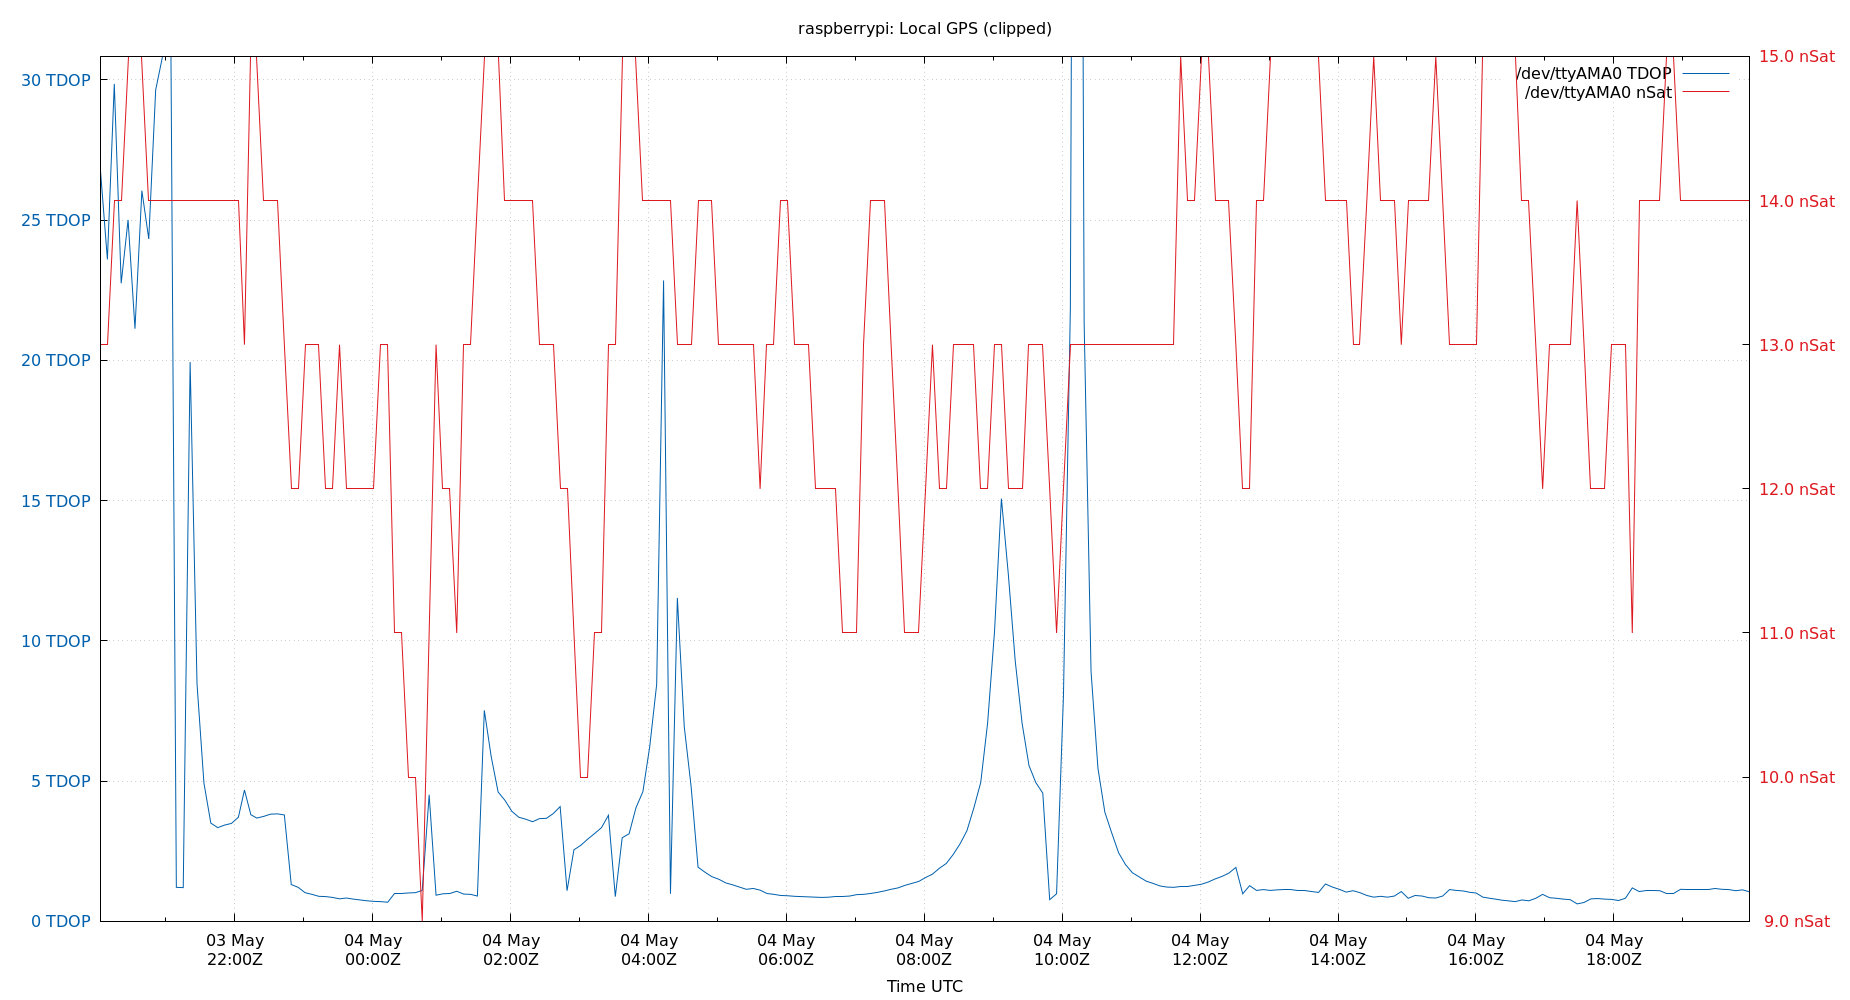 raspberrypi: Local GPS (clipped)
30 TDOP
25 TDOP
20 TDOP
15 TDOP
10 TDOP
5 TDOP
0 TDOP
15.0 nSat
14.0 nSat
13.0 nSat
12.0 nSat
11.0 nSat
10.0 nSat
9.0 nSat
/dev/ttyAMA0 TDOP
/dev/ttyAMA0 nSat
03 May
22:00Z
04 May
00:00Z
04 May
02:00Z
04 May
04:00Z
04 May
06:00Z
04 May
08:00Z
04 May
10:00Z
04 May
12:00Z
04 May
14:00Z
04 May
16:00Z
04 May
18:00Z
Time UTC